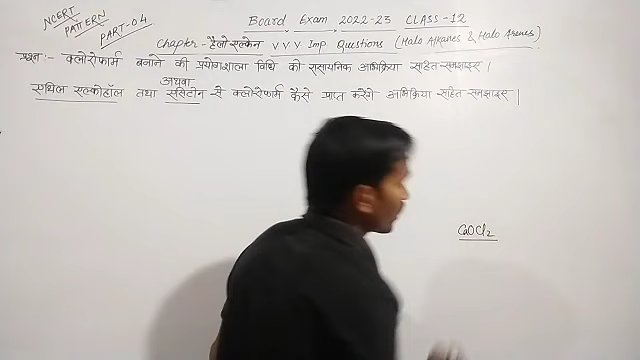 NCERT
PATTERN
PART-04
Board Exam 2022-23 CLASS-12
Chapter- हैलोएल्केन V V V Imp Questions (Halo Alkanes & Halo Arenes)
प्रश्न:- क्लोरोफार्म बनाने की प्रयोगशाला विधि को रासायनिक अभिक्रिया सहित समझाइए।
अथवा
एथिल एल्कोहॉल तथा एसिटोन से क्लोरोफार्म कैसे प्राप्त करेंगे अभिक्रिया सहित समझाइए।
CaOCl2